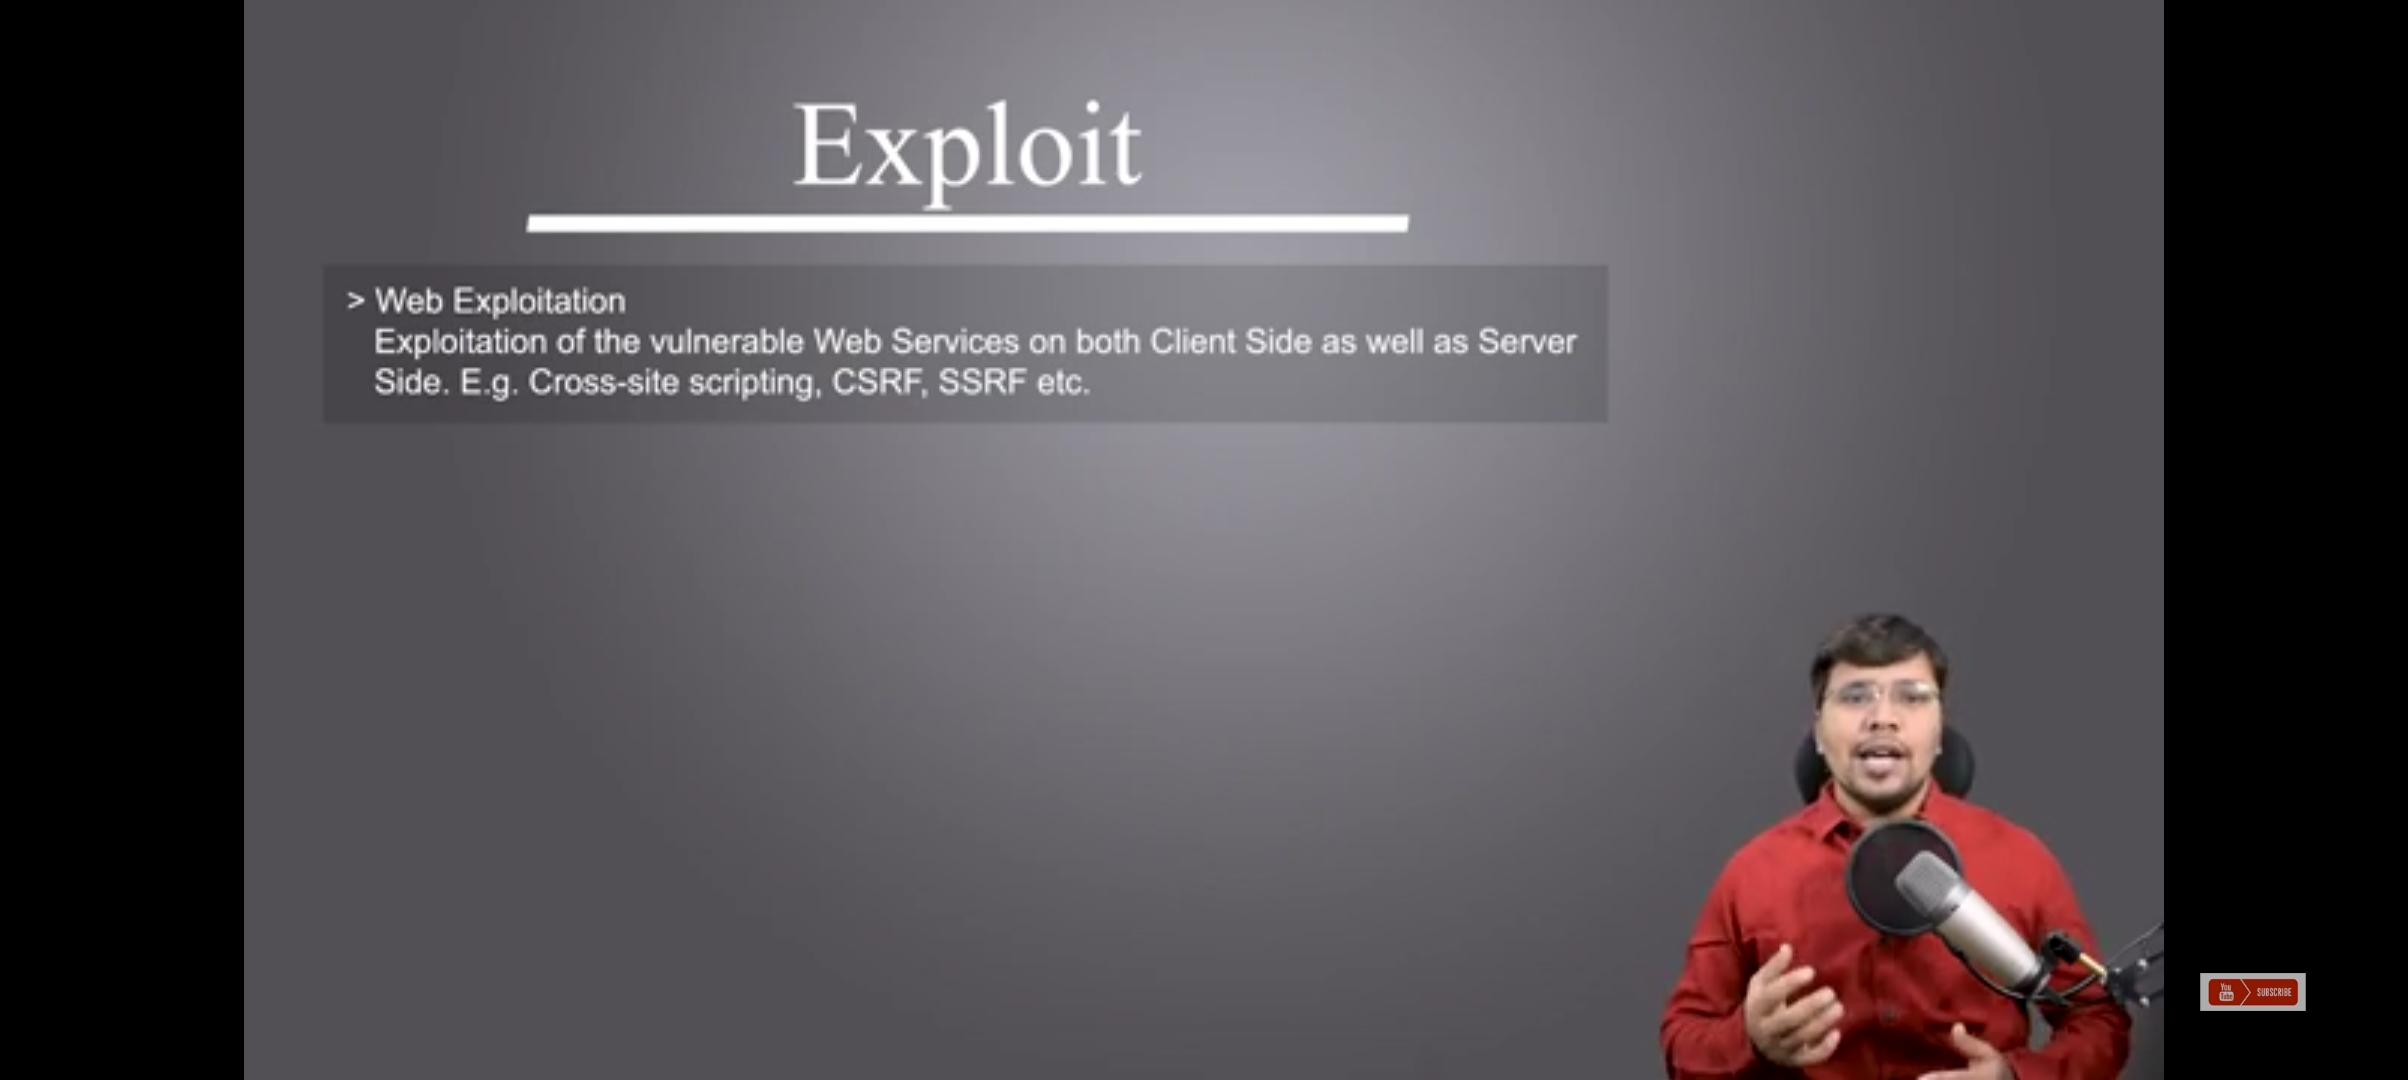 Exploit
> Web Exploitation
Exploitation of the vulnerable Web Services on both Client Side as well as Server
Side. E.g. Cross-site scripting, CSRF, SSRF etc.
You
Tube
SUBSCRIBE